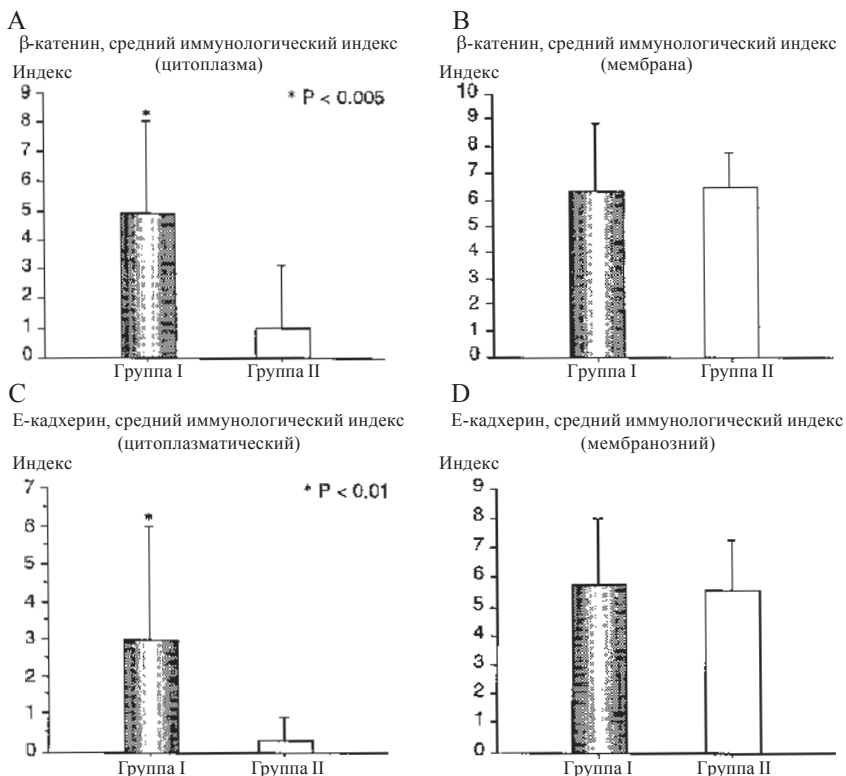 A
β-катенин, средний иммунологический индекс
(цитоплазма)
Индекс
9
8
7
6
5
4
3
2
1
0
*
* P < 0.005
Группа I
Группа II
B
β-катенин, средний иммунологический индекс
(мембрана)
Индекс
10
9
8
7
6
5
4
3
2
1
0
Группа I
Группа II
C
Е-кадхерин, средний иммунологический индекс
(цитоплазматический)
Индекс
7
6
5
4
3
2
1
0
*
* P < 0.01
Группа I
Группа II
D
Е-кадхерин, средний иммунологический индекс
(мембранозний)
Индекс
9
8
7
6
5
4
3
2
1
0
Группа I
Группа II